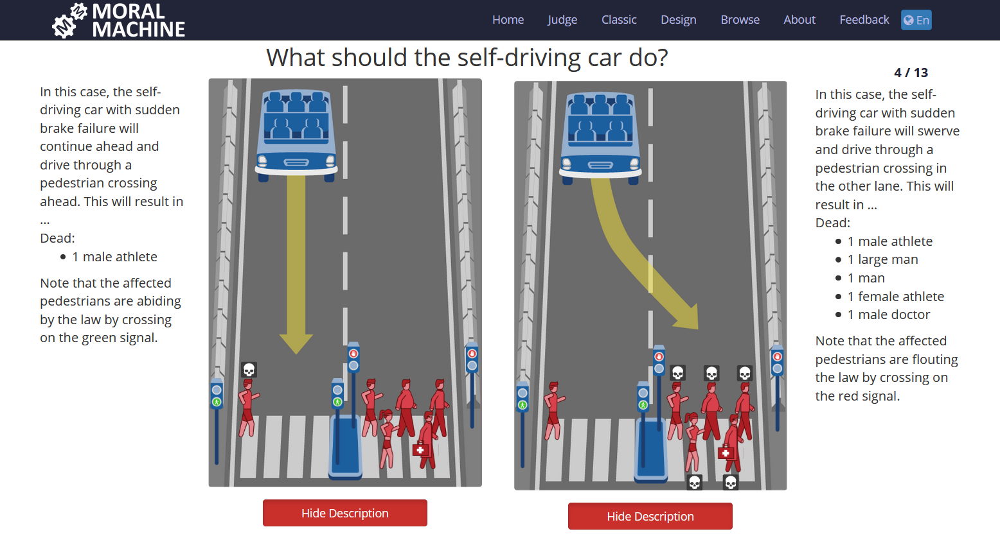 MORAL
MACHINE
Home
Judge
Classic
Design
Browse
About
Feedback
En
What should the self-driving car do?
4 / 13
In this case, the self-
driving car with sudden
brake failure will
continue ahead and
drive through a
pedestrian crossing
ahead. This will result in
...
Dead:
1 male athlete
Note that the affected
pedestrians are abiding
by the law by crossing
on the green signal.
In this case, the self-
driving car with sudden
brake failure will swerve
and drive through a
pedestrian crossing in
the other lane. This will
result in ...
Dead:
1 male athlete
1 large man
1 man
1 female athlete
1 male doctor
Note that the affected
pedestrians are flouting
the law by crossing on
the red signal.
Hide Description
Hide Description